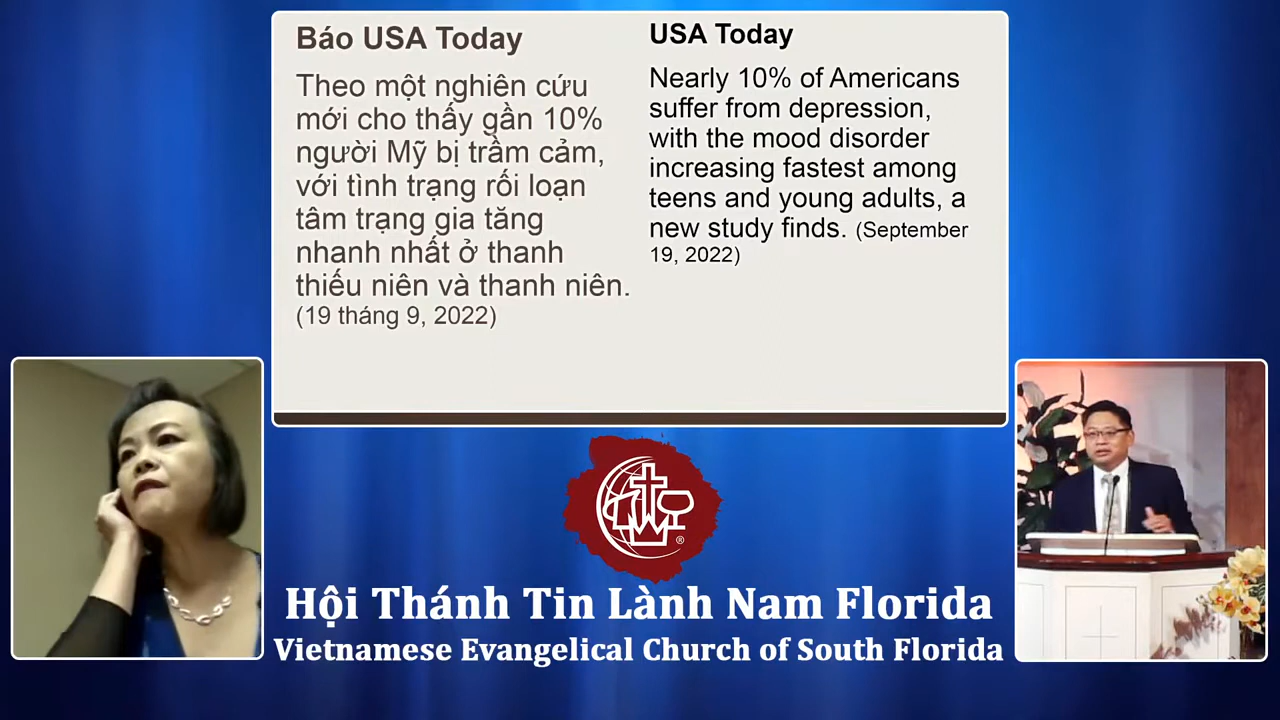 Báo USA Today
Theo một nghiên cứu
mới cho thấy gần 10%
người Mỹ bị trầm cảm,
với tình trạng rối loạn
tâm trạng gia tăng
nhanh nhất ở thanh
thiếu niên và thanh niên.
(19 tháng 9, 2022)
USA Today
Nearly 10% of Americans
suffer from depression,
with the mood disorder
increasing fastest among
teens and young adults, a
new study finds. (September
19, 2022)
®
Hội Thánh Tin Lành Nam Florida
Vietnamese Evangelical Church of South Florida